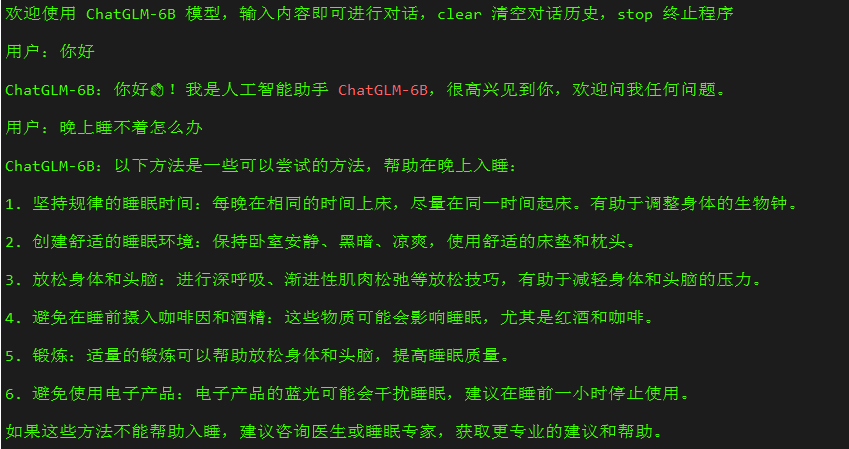 欢迎使用 ChatGLM-6B 模型，输入内容即可进行对话，clear 清空对话历史，stop 终止程序
用户：你好
ChatGLM-6B：你好👋！我是人工智能助手 ChatGLM-6B，很高兴见到你，欢迎问我任何问题。
用户：晚上睡不着怎么办
ChatGLM-6B：以下方法是一些可以尝试的方法，帮助在晚上入睡：
1. 坚持规律的睡眠时间：每晚在相同的时间上床，尽量在同一时间起床。有助于调整身体的生物钟。
2. 创建舒适的睡眠环境：保持卧室安静、黑暗、凉爽，使用舒适的床垫和枕头。
3. 放松身体和头脑：进行深呼吸、渐进性肌肉松弛等放松技巧，有助于减轻身体和头脑的压力。
4. 避免在睡前摄入咖啡因和酒精：这些物质可能会影响睡眠，尤其是红酒和咖啡。
5. 锻炼：适量的锻炼可以帮助放松身体和头脑，提高睡眠质量。
6. 避免使用电子产品：电子产品的蓝光可能会干扰睡眠，建议在睡前一小时停止使用。
如果这些方法不能帮助入睡，建议咨询医生或睡眠专家，获取更专业的建议和帮助。